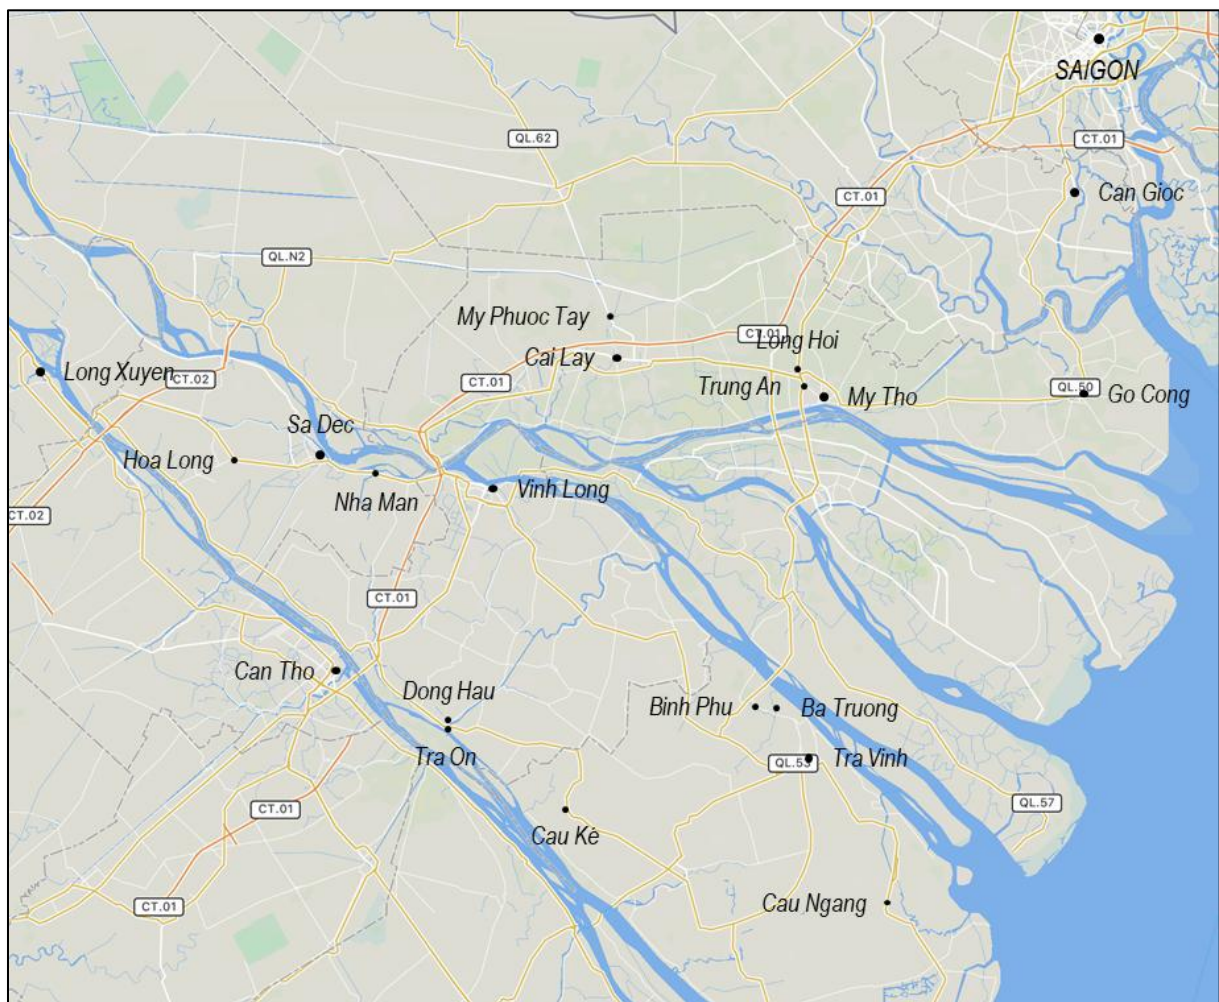 SAIGON
QL.62
CT.01
Can Gioc
CT.01
QL.N2
My Phuoc Tay
CT.01
Long Hoi
Cai Lay
Long Xuyen
CT.02
CT.01
Trung An
My Tho
QL.50
Go Cong
Sa Dec
Hoa Long
Nha Man
Vinh Long
CT.02
CT.01
Can Tho
Dong Hau
Binh Phu
Ba Truong
Tra On
QL.53
Tra Vinh
CT.01
QL.57
Cau Kè
CT.01
Cau Ngang